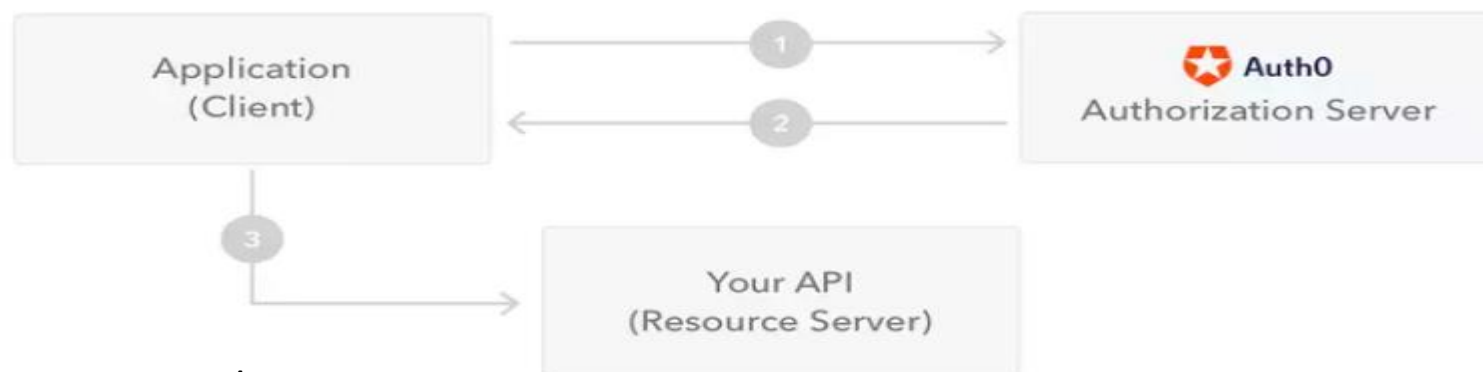 Application
(Client)
1
Auth0
Authorization Server
2
3
Your API
(Resource Server)